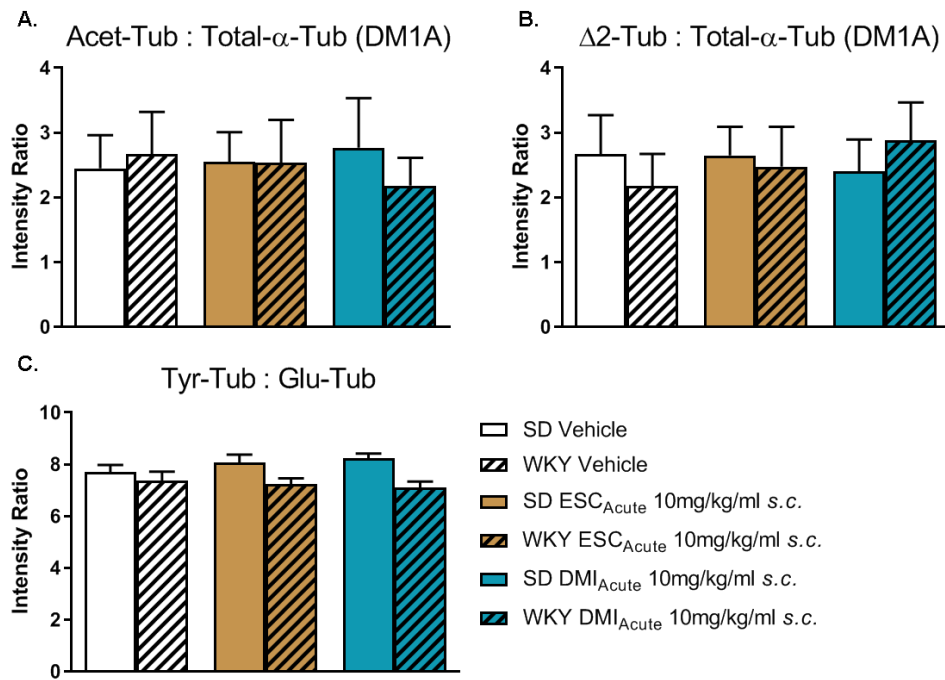 A.
Acet-Tub : Total-α-Tub (DM1A)
Intensity Ratio
4
3
2
1
0
B.
Δ2-Tub : Total-α-Tub (DM1A)
Intensity Ratio
4
3
2
1
0
C.
Tyr-Tub : Glu-Tub
Intensity Ratio
10
8
6
4
2
0
SD Vehicle
WKY Vehicle
SD ESCAcute 10mg/kg/ml s.c.
WKY ESCAcute 10mg/kg/ml s.c.
SD DMIAcute 10mg/kg/ml s.c.
WKY DMIAcute 10mg/kg/ml s.c.